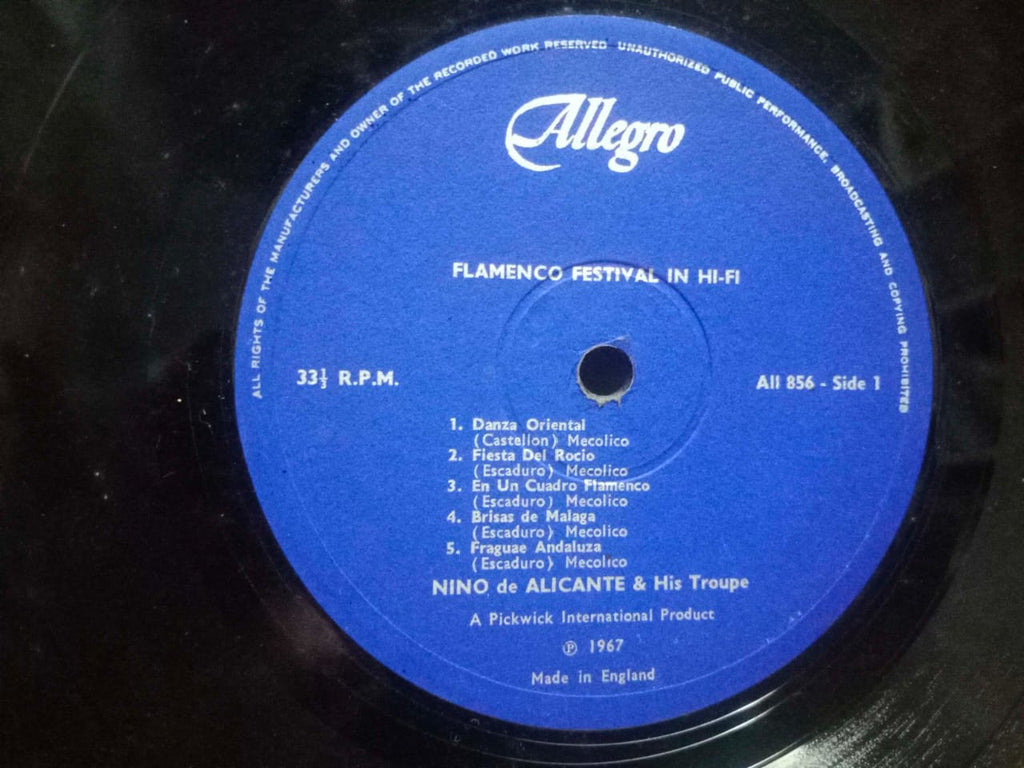 ALL RIGHTS OF THE MANUFACTURERS AND OWNER OF THE RECORDED WORK RESERVED UNAUTHORIZED PUBLIC PERFORMANCE, BROADCASTING AND COPYING PROHIBITED
Allegro
FLAMENCO FESTIVAL IN HI-FI
33⅓ R.P.M.
All 856 - Side 1
1. Danza Oriental
(Castellon) Mecolico
2. Fiesta Del Rocio
(Escaduro) Mecolico
3. En Un Cuadro Flamenco
(Escaduro) Mecolico
4. Brisas de Malaga
(Escaduro) Mecolico
5. Fraguae Andaluza
(Escaduro) Mecolico
NINO de ALICANTE & His Troupe
A Pickwick International Product
℗ 1967
Made in England